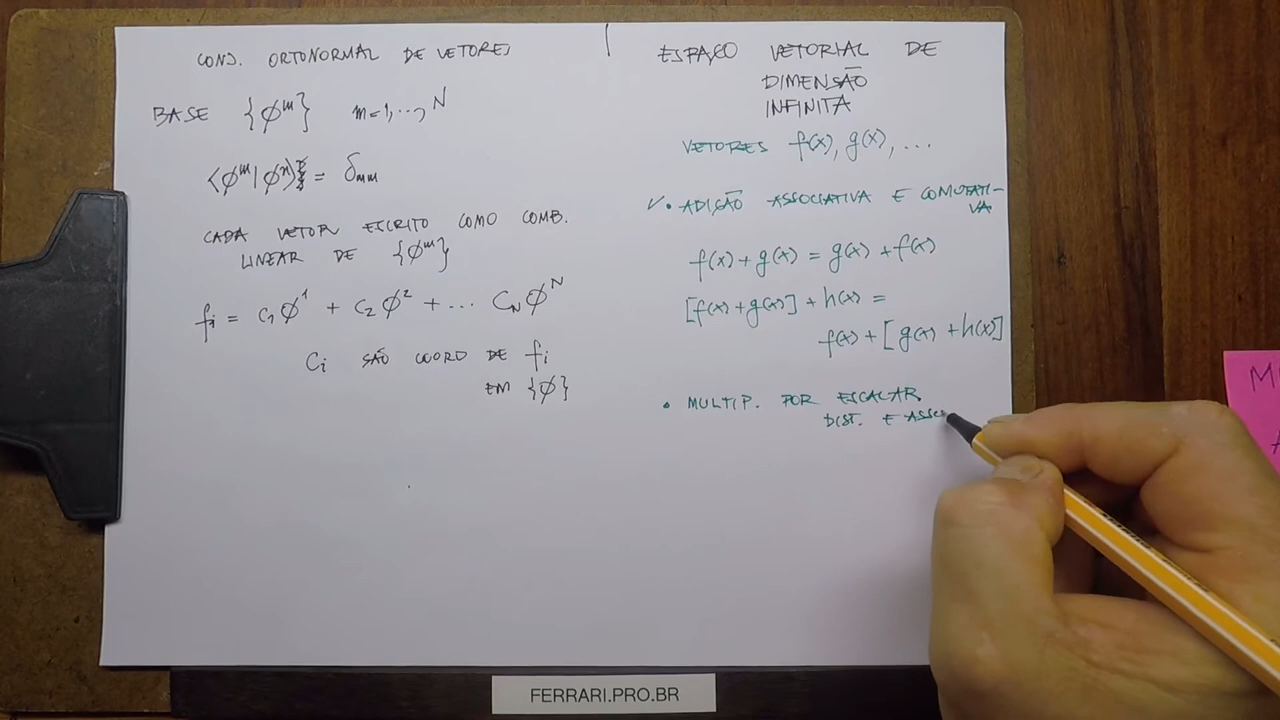 CONJ. ORTONORMAL DE VETORES
BASE {φᵐ} m=1,..., N
⟨φᵐ|φⁿ⟩ = δₘₘ
CADA VETOR ESCRITO COMO COMB.
LINEAR DE {φᵐ}
fᵢ = c₁φ¹ + c₂φ² + ... C_Nφᴺ
Cᵢ SÃO COORD DE fᵢ
EM {φ}
ESPAÇO VETORIAL DE
DIMENSÃO
INFINITA
VETORES f(x), g(x), ...
✓• ADIÇÃO ASSOCIATIVA E COMUTATI-
VA
f(x) + g(x) = g(x) + f(x)
[f(x) + g(x)] + h(x) =
f(x) + [g(x) + h(x)]
• MULTIP. POR ESCALAR
DIST. E ASSO
FERRARI.PRO.BR